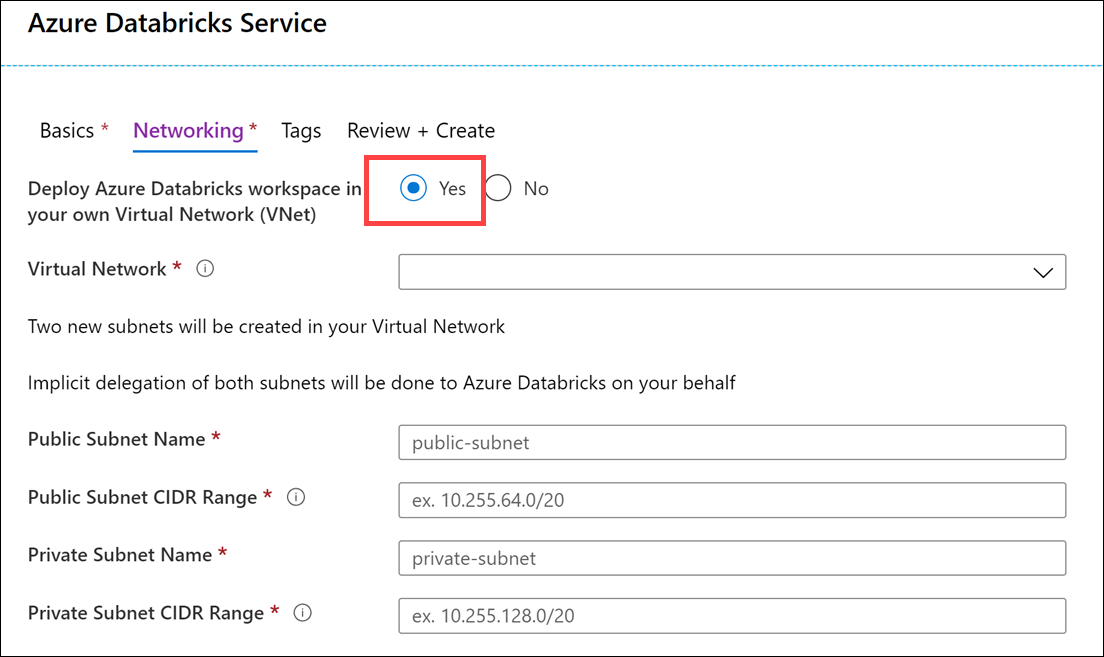 Azure Databricks Service
Basics * Networking * Tags Review + Create
Deploy Azure Databricks workspace in your own Virtual Network (VNet) Yes No
Virtual Network *
Two new subnets will be created in your Virtual Network
Implicit delegation of both subnets will be done to Azure Databricks on your behalf
Public Subnet Name * public-subnet
Public Subnet CIDR Range * ex. 10.255.64.0/20
Private Subnet Name * private-subnet
Private Subnet CIDR Range * ex. 10.255.128.0/20